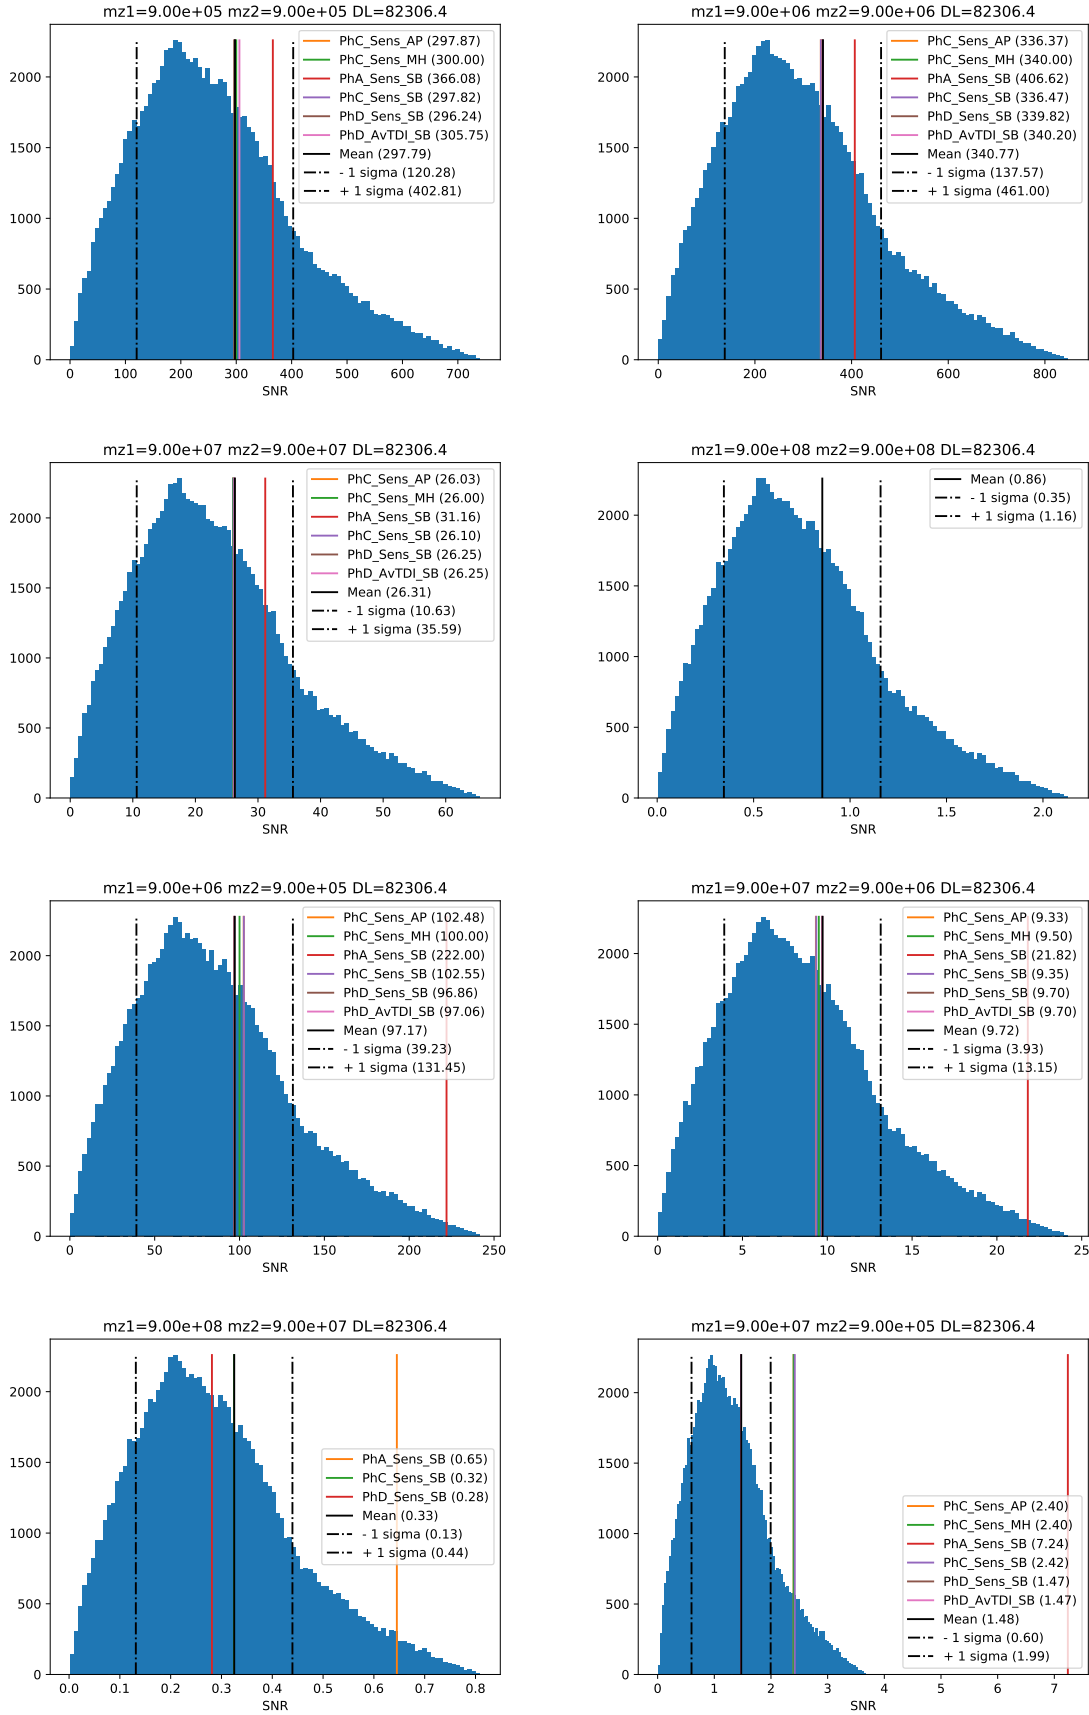 mz1=9.00e+05 mz2=9.00e+05 DL=82306.4
PhC_Sens_AP (297.87)
PhC_Sens_MH (300.00)
PhA_Sens_SB (366.08)
PhC_Sens_SB (297.82)
PhD_Sens_SB (296.24)
PhD_AvTDI_SB (305.75)
Mean (297.79)
- 1 sigma (120.28)
+ 1 sigma (402.81)
2000
1500
1000
500
0
0 100 200 300 400 500 600 700
SNR
mz1=9.00e+06 mz2=9.00e+06 DL=82306.4
PhC_Sens_AP (336.37)
PhC_Sens_MH (340.00)
PhA_Sens_SB (406.62)
PhC_Sens_SB (336.47)
PhD_Sens_SB (339.82)
PhD_AvTDI_SB (340.20)
Mean (340.77)
- 1 sigma (137.57)
+ 1 sigma (461.00)
2000
1500
1000
500
0
0 200 400 600 800
SNR
mz1=9.00e+07 mz2=9.00e+07 DL=82306.4
PhC_Sens_AP (26.03)
PhC_Sens_MH (26.00)
PhA_Sens_SB (31.16)
PhC_Sens_SB (26.10)
PhD_Sens_SB (26.25)
PhD_AvTDI_SB (26.25)
Mean (26.31)
- 1 sigma (10.63)
+ 1 sigma (35.59)
2000
1500
1000
500
0
0 10 20 30 40 50 60
SNR
mz1=9.00e+08 mz2=9.00e+08 DL=82306.4
Mean (0.86)
- 1 sigma (0.35)
+ 1 sigma (1.16)
2000
1500
1000
500
0
0.0 0.5 1.0 1.5 2.0
SNR
mz1=9.00e+06 mz2=9.00e+05 DL=82306.4
PhC_Sens_AP (102.48)
PhC_Sens_MH (100.00)
PhA_Sens_SB (222.00)
PhC_Sens_SB (102.55)
PhD_Sens_SB (96.86)
PhD_AvTDI_SB (97.06)
Mean (97.17)
- 1 sigma (39.23)
+ 1 sigma (131.45)
2000
1500
1000
500
0
0 50 100 150 200 250
SNR
mz1=9.00e+07 mz2=9.00e+06 DL=82306.4
PhC_Sens_AP (9.33)
PhC_Sens_MH (9.50)
PhA_Sens_SB (21.82)
PhC_Sens_SB (9.35)
PhD_Sens_SB (9.70)
PhD_AvTDI_SB (9.70)
Mean (9.72)
- 1 sigma (3.93)
+ 1 sigma (13.15)
2000
1500
1000
500
0
0 5 10 15 20 25
SNR
mz1=9.00e+08 mz2=9.00e+07 DL=82306.4
PhA_Sens_SB (0.65)
PhC_Sens_SB (0.32)
PhD_Sens_SB (0.28)
Mean (0.33)
- 1 sigma (0.13)
+ 1 sigma (0.44)
2000
1500
1000
500
0
0.0 0.1 0.2 0.3 0.4 0.5 0.6 0.7 0.8
SNR
mz1=9.00e+07 mz2=9.00e+05 DL=82306.4
PhC_Sens_AP (2.40)
PhC_Sens_MH (2.40)
PhA_Sens_SB (7.24)
PhC_Sens_SB (2.42)
PhD_Sens_SB (1.47)
PhD_AvTDI_SB (1.47)
Mean (1.48)
- 1 sigma (0.60)
+ 1 sigma (1.99)
2000
1500
1000
500
0
0 1 2 3 4 5 6 7
SNR